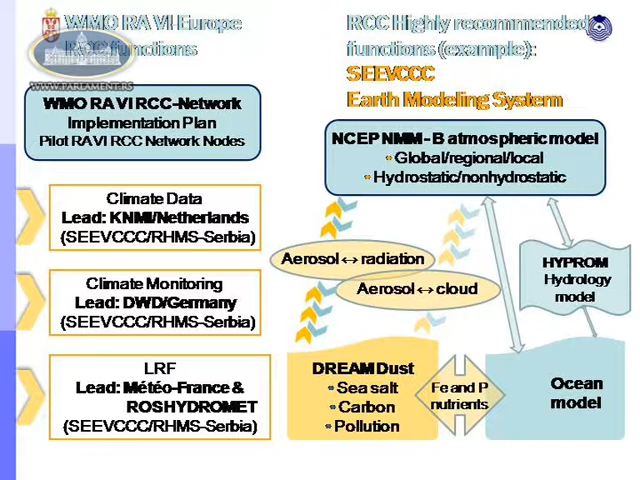 WMO RA VI Europe
RCC functions
WWW.PARLAMENT.RS
WMO RA VI RCC-Network
Implementation Plan
Pilot RAVI RCC Network Nodes
Climate Data
Lead: KNMI/Netherlands
(SEEVCCC/RHMS-Serbia)
Climate Monitoring
Lead: DWD/Germany
(SEEVCCC/RHMS-Serbia)
LRF
Lead: Météo-France &
ROSHYDROMET
(SEEVCCC/RHMS-Serbia)
RCC Highly recommended
functions (example):
SEEVCCC
Earth Modeling System
NCEP NMM - B atmospheric model
• Global/regional/local
• Hydrostatic/nonhydrostatic
Aerosol ↔ radiation
Aerosol ↔ cloud
HYPROM
Hydrology
model
DREAM Dust
• Sea salt
• Carbon
• Pollution
Fe and P
nutrients
Ocean
model